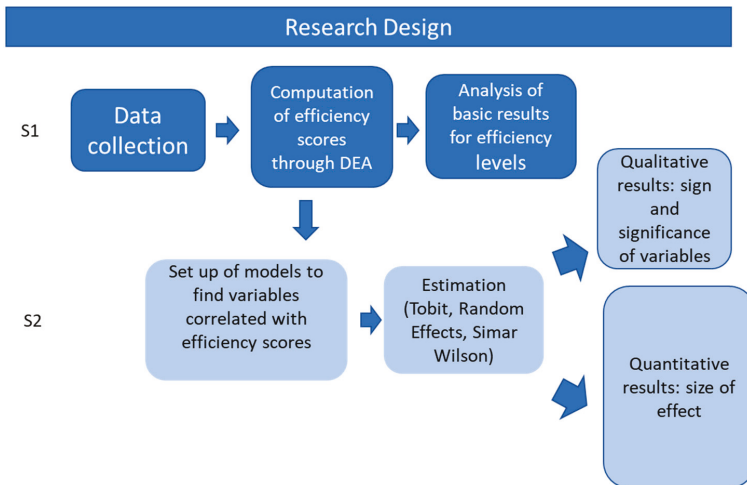 Research Design
S1
Data
collection
Computation
of efficiency
scores
through DEA
Analysis of
basic results
for efficiency
levels
Qualitative
results: sign
and
significance
of variables
S2
Set up of models to
find variables
correlated with
efficiency scores
Estimation
(Tobit, Random
Effects, Simar
Wilson)
Quantitative
results: size of
effect